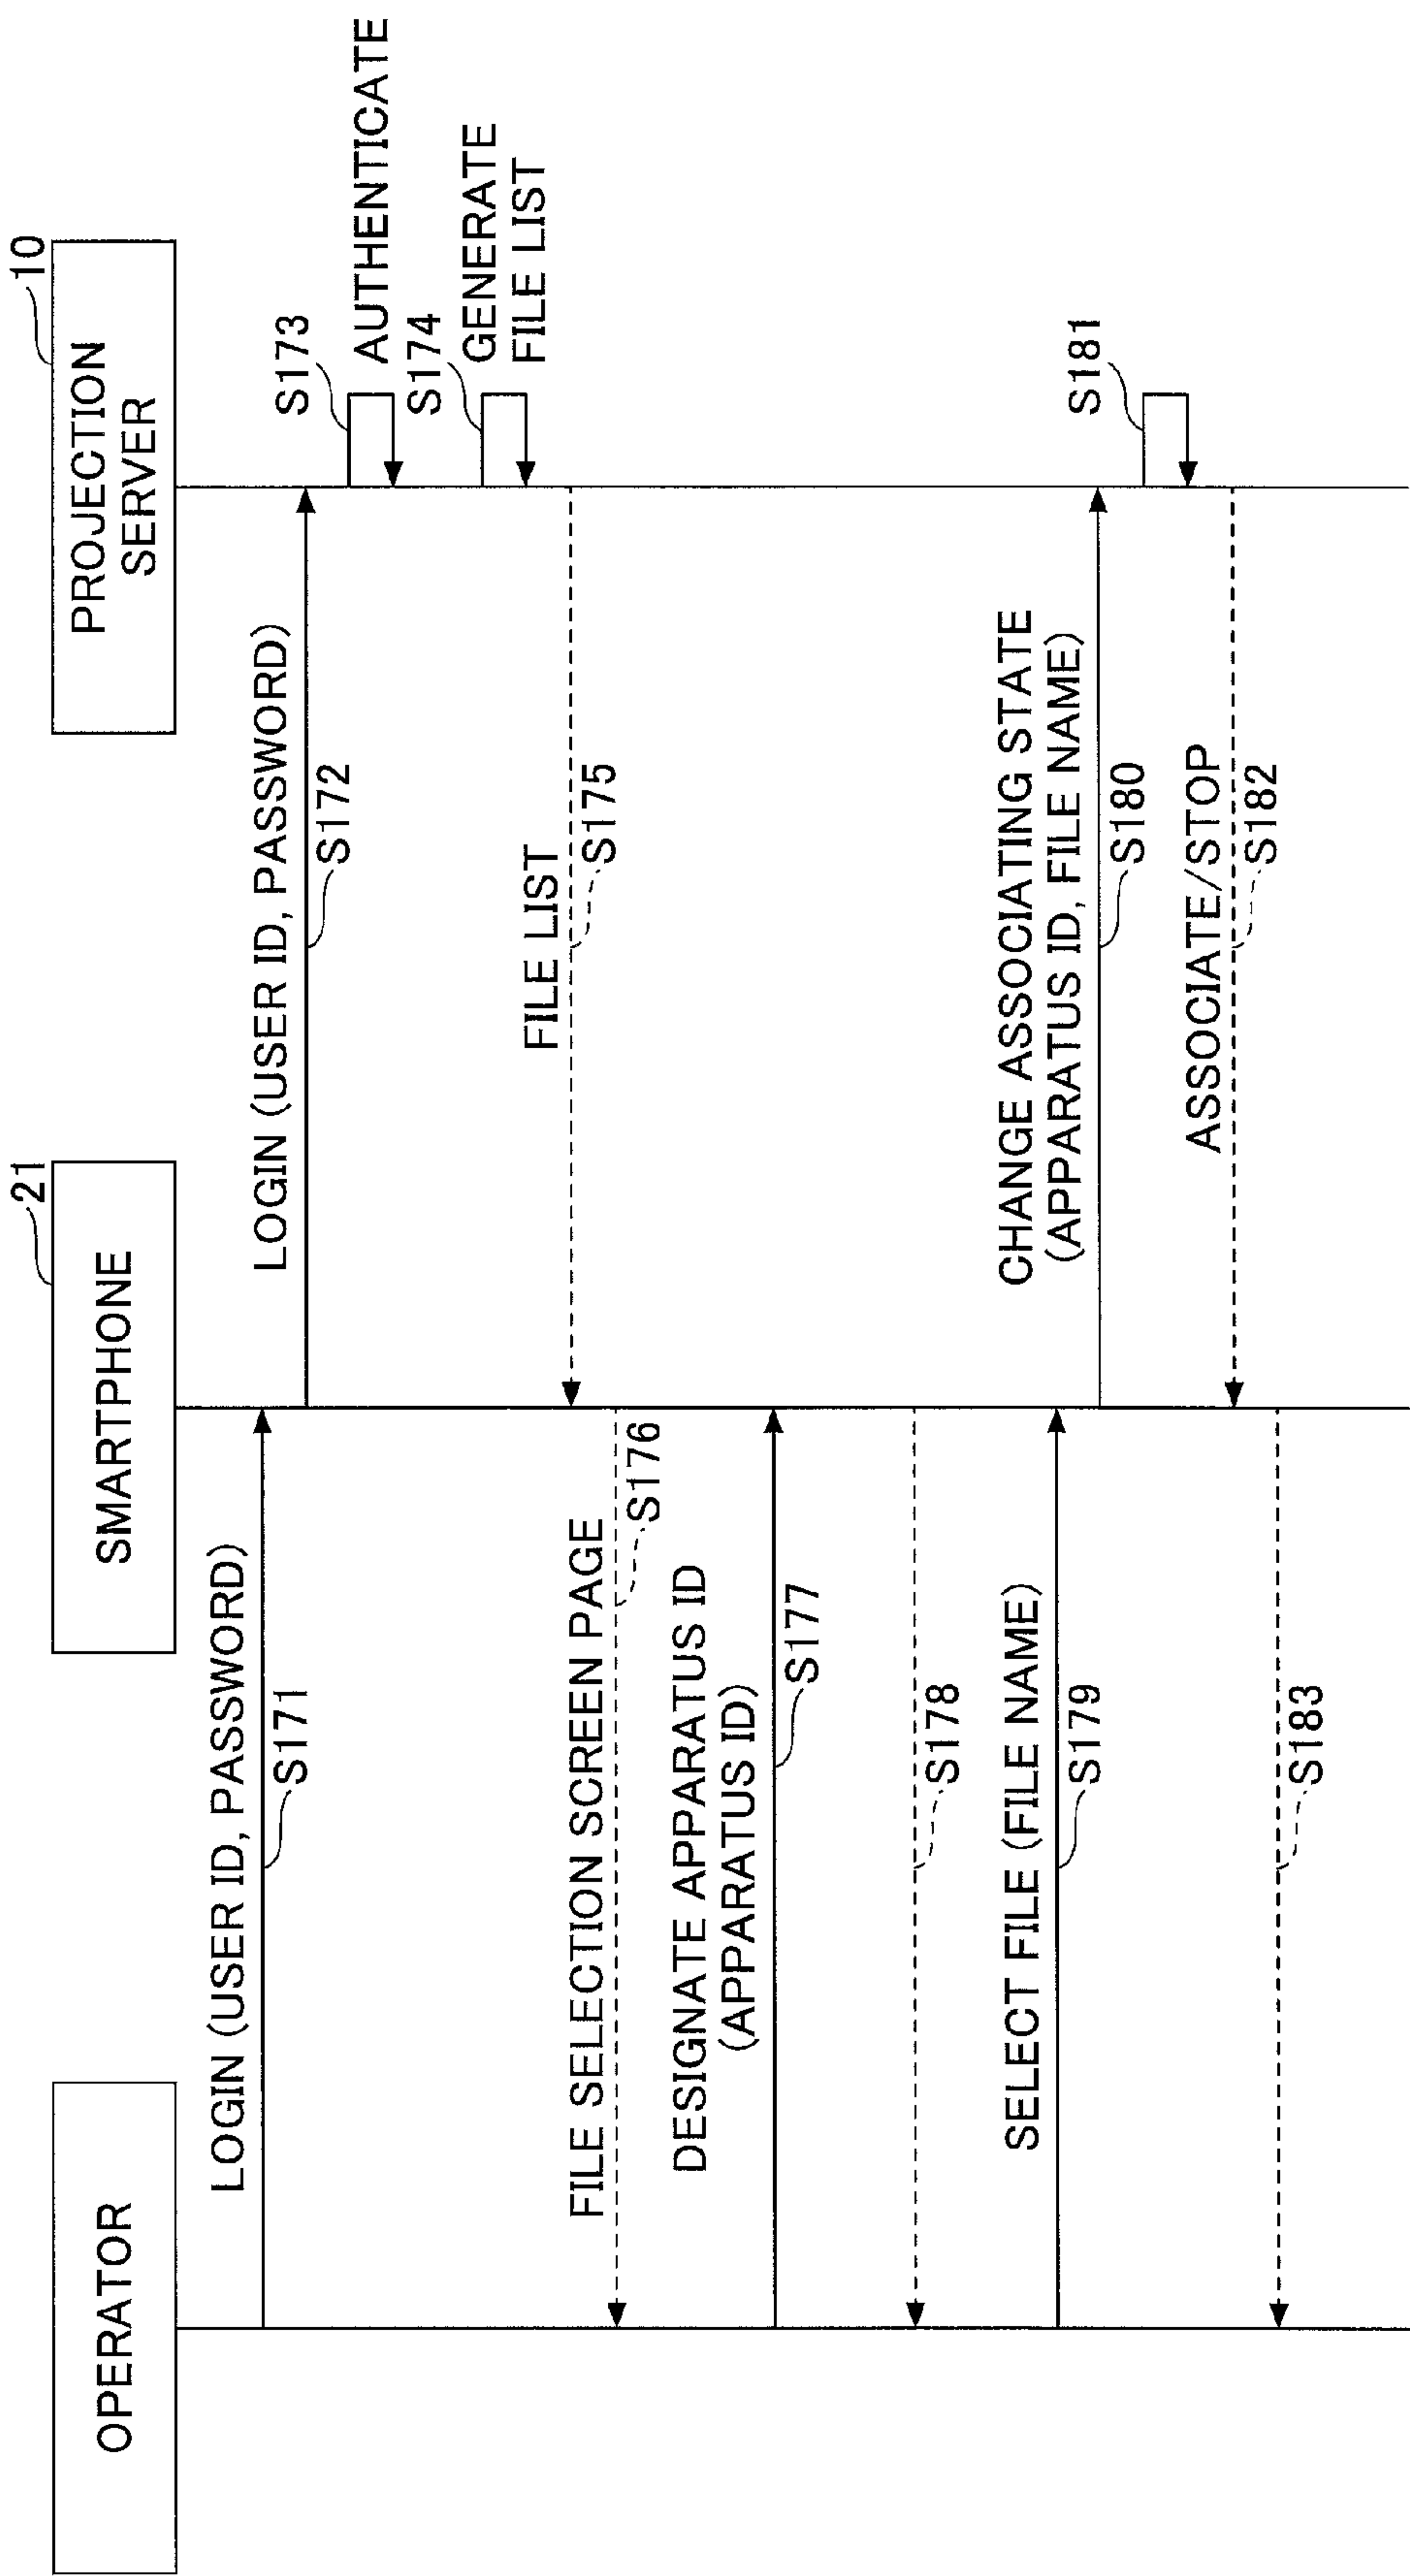 OPERATOR
SMARTPHONE
21
PROJECTION
SERVER
10
LOGIN (USER ID, PASSWORD)
S171
LOGIN (USER ID, PASSWORD)
S172
S173
AUTHENTICATE
S174
GENERATE
FILE LIST
FILE LIST
S175
FILE SELECTION SCREEN PAGE
S176
DESIGNATE APPARATUS ID
(APPARATUS ID)
S177
S178
SELECT FILE (FILE NAME)
S179
CHANGE ASSOCIATING STATE
(APPARATUS ID, FILE NAME)
S180
S181
ASSOCIATE/STOP
S182
S183